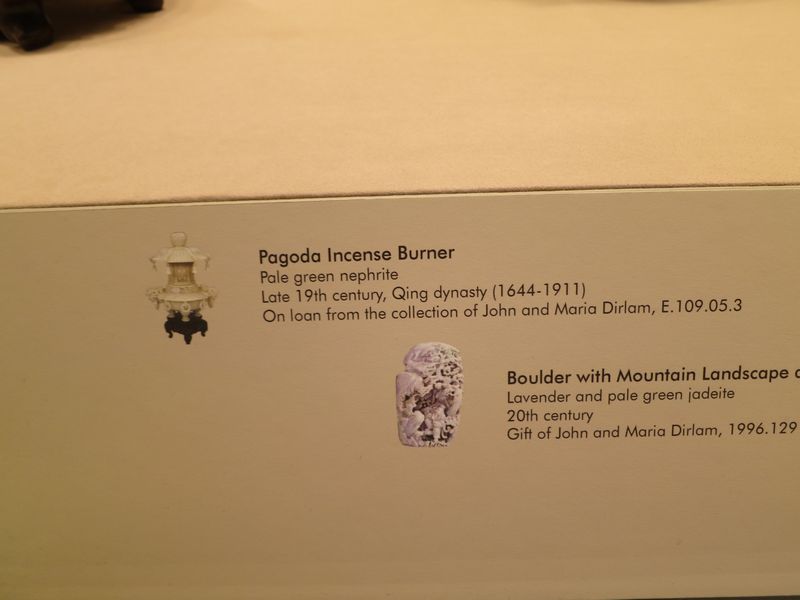 Pagoda Incense Burner
Pale green nephrite
Late 19th century, Qing dynasty (1644-1911)
On loan from the collection of John and Maria Dirlam, E.109.05.3
Boulder with Mountain Landscape
Lavender and pale green jadeite
20th century
Gift of John and Maria Dirlam, 1996.129